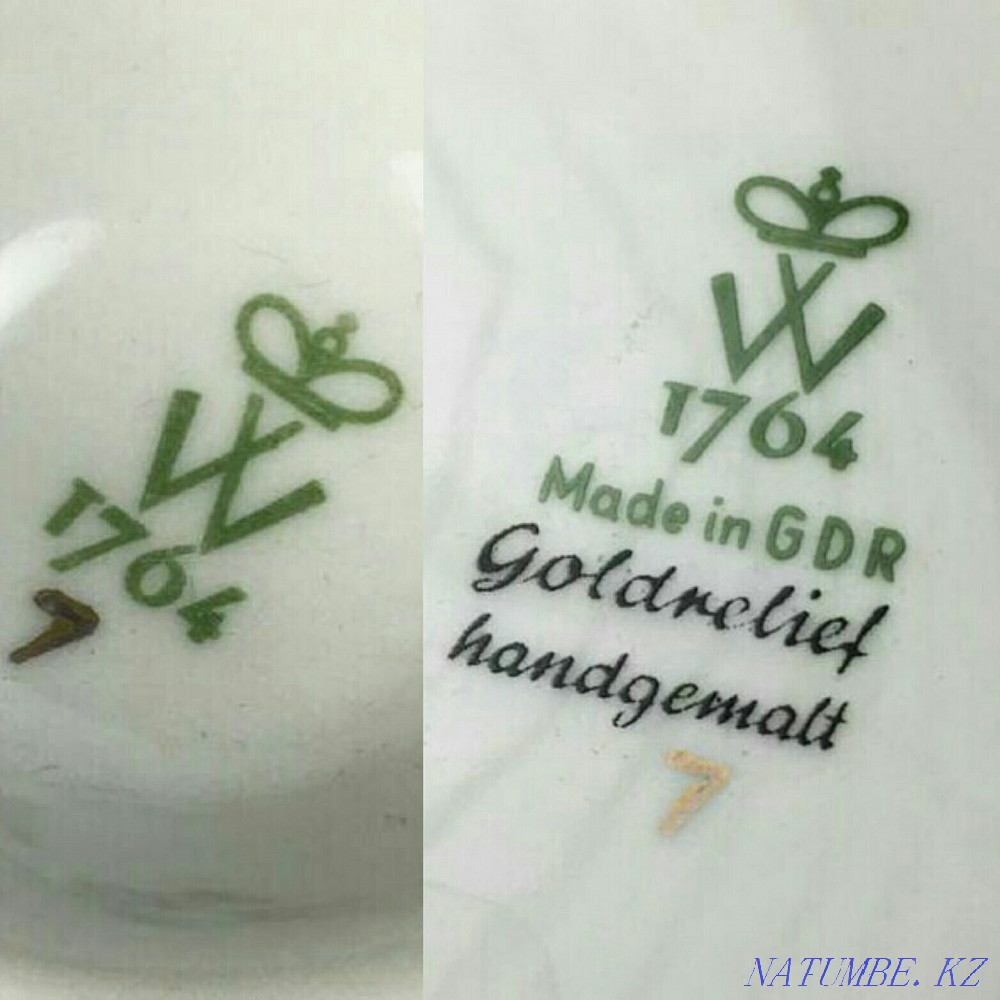 W
1764
7
W
1764
Made in GDR
Goldrelief
handgemalt
7
NATUMBE.KZ